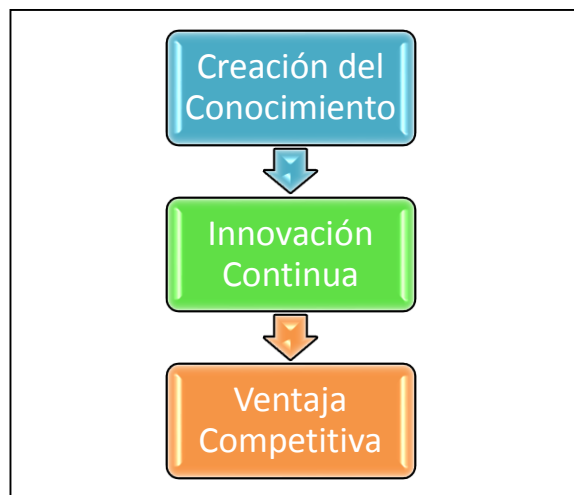 Creación del
Conocimiento
Innovación
Continua
Ventaja
Competitiva